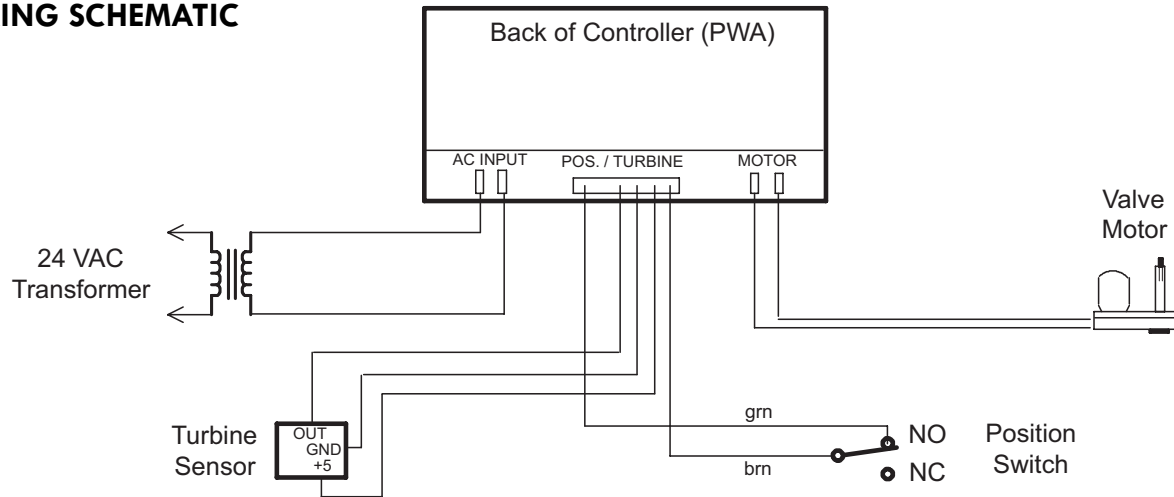 ING SCHEMATIC
Back of Controller (PWA)
AC INPUT
POS. / TURBINE
MOTOR
Valve
Motor
24 VAC
Transformer
Turbine
Sensor
OUT
GND
+5
grn
brn
NO
NC
Position
Switch